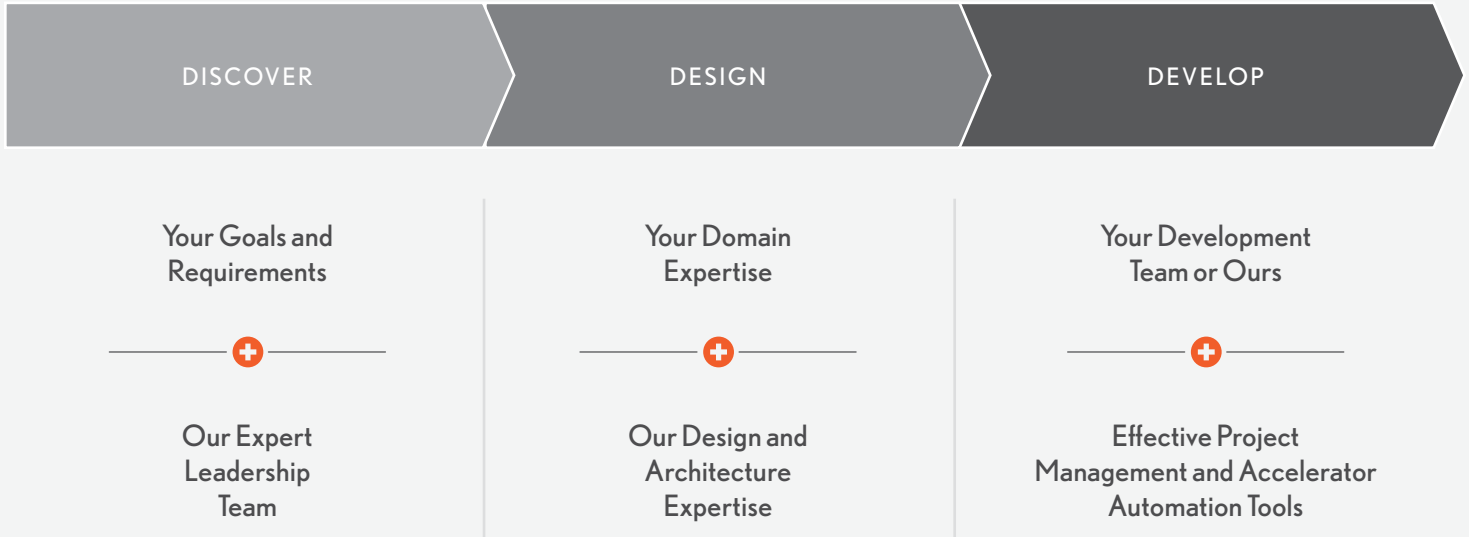 DISCOVER
DESIGN
DEVELOP
Your Goals and
Requirements
Our Expert
Leadership
Team
Your Domain
Expertise
Our Design and
Architecture
Expertise
Your Development
Team or Ours
Effective Project
Management and Accelerator
Automation Tools